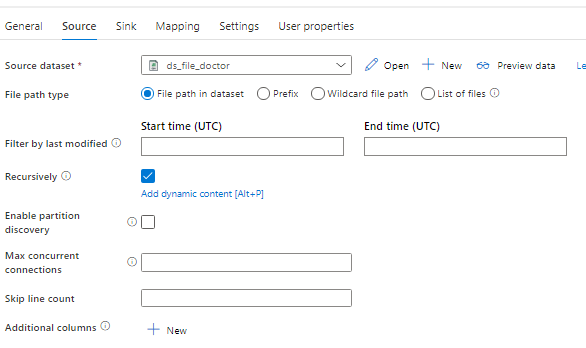 General Source Sink Mapping Settings User properties
Source dataset * ds_file_doctor Open New Preview data Le
File path type File path in dataset Prefix Wildcard file path List of files
Start time (UTC) End time (UTC)
Filter by last modified
Recursively
Add dynamic content [Alt+P]
Enable partition
discovery
Max concurrent
connections
Skip line count
Additional columns New